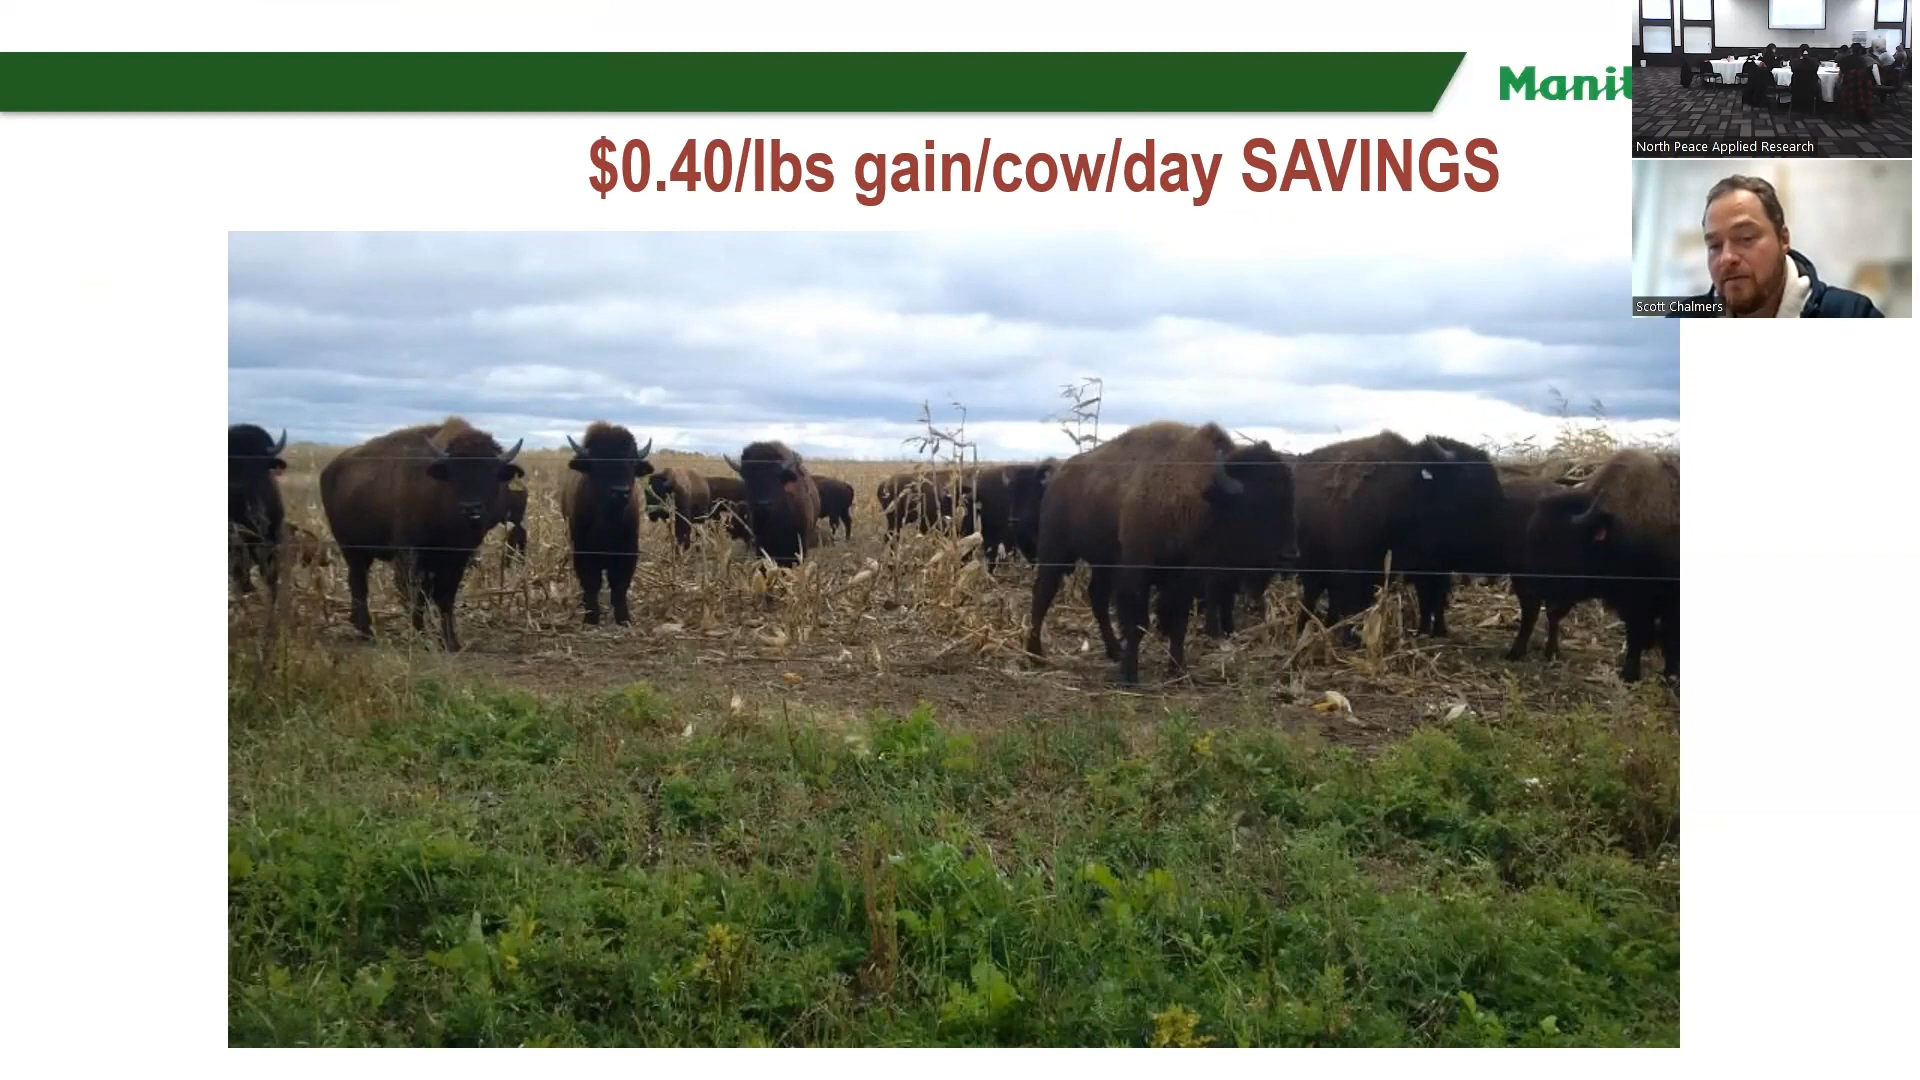 Manit
$0.40/lbs gain/cow/day SAVINGS
North Peace Applied Research
Scott Chalmers